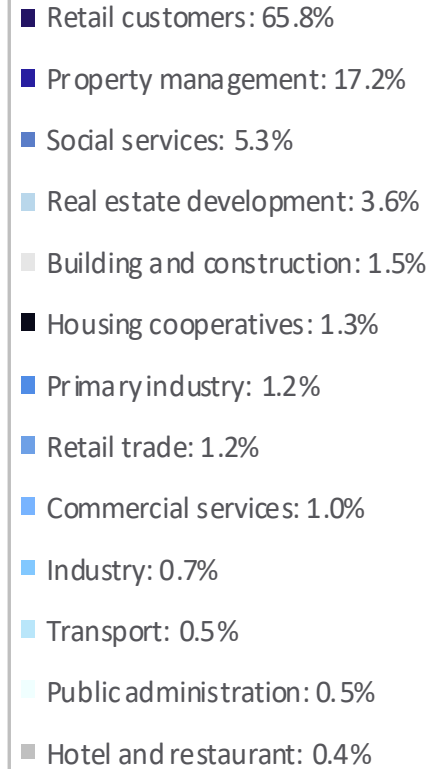 Retail customers: 65.8%
Property management: 17.2%
Social services: 5.3%
Real estate development: 3.6%
Building and construction: 1.5%
Housing cooperatives: 1.3%
Primary industry: 1.2%
Retail trade: 1.2%
Commercial services: 1.0%
Industry: 0.7%
Transport: 0.5%
Public administration: 0.5%
Hotel and restaurant: 0.4%